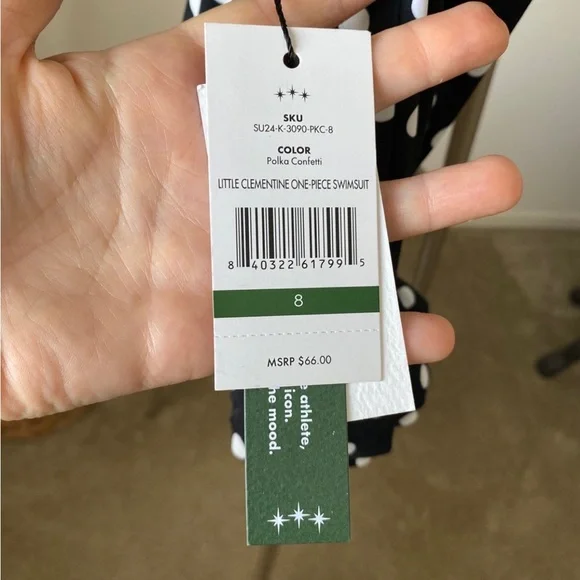 SKU
SU24-K-3090-PKC-8
COLOR
Polka Confetti
LITTLE CLEMENTINE ONE-PIECE SWIMSUIT
8 40322 61799 5
8
MSRP $66.00
athlete,
icon.
he mood.